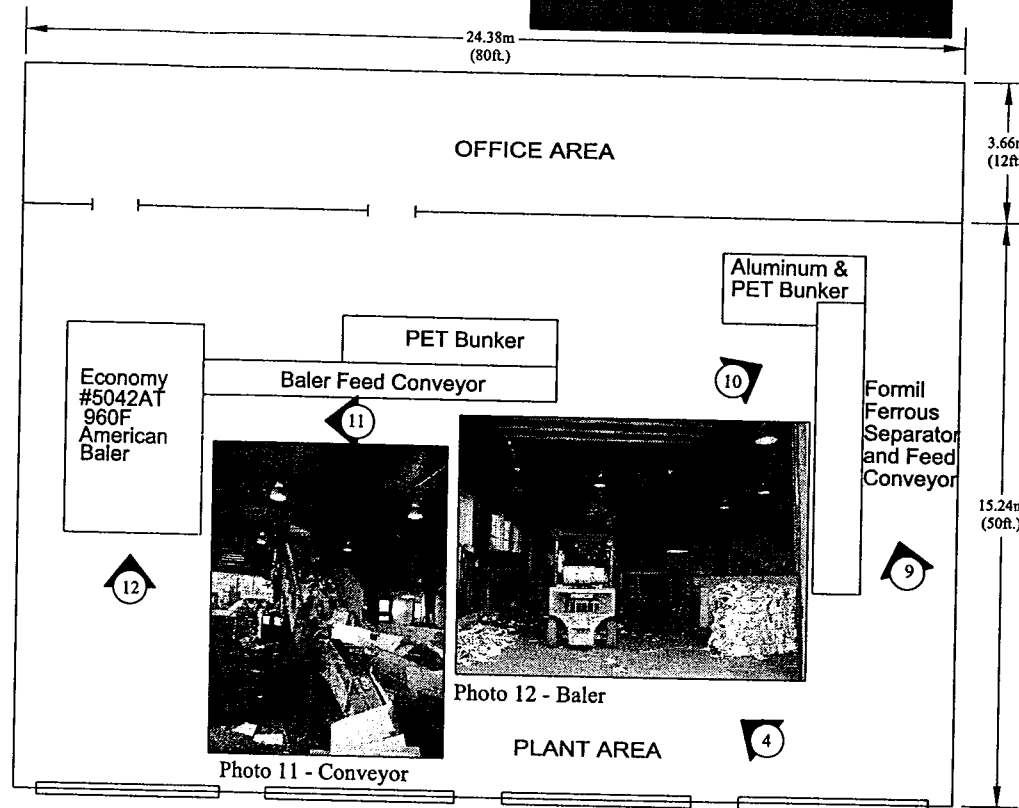 24.38m
(80ft.)
OFFICE AREA
3.66m
(12ft
Aluminum &
PET Bunker
PET Bunker
Baler Feed Conveyor
Economy
#5042AT
960F
American
Baler
10
11
Formil
Ferrous
Separator
and Feed
Conveyor
15.24m
(50ft.)
12
9
Photo 12 - Baler
4
PLANT AREA
Photo 11 - Conveyor